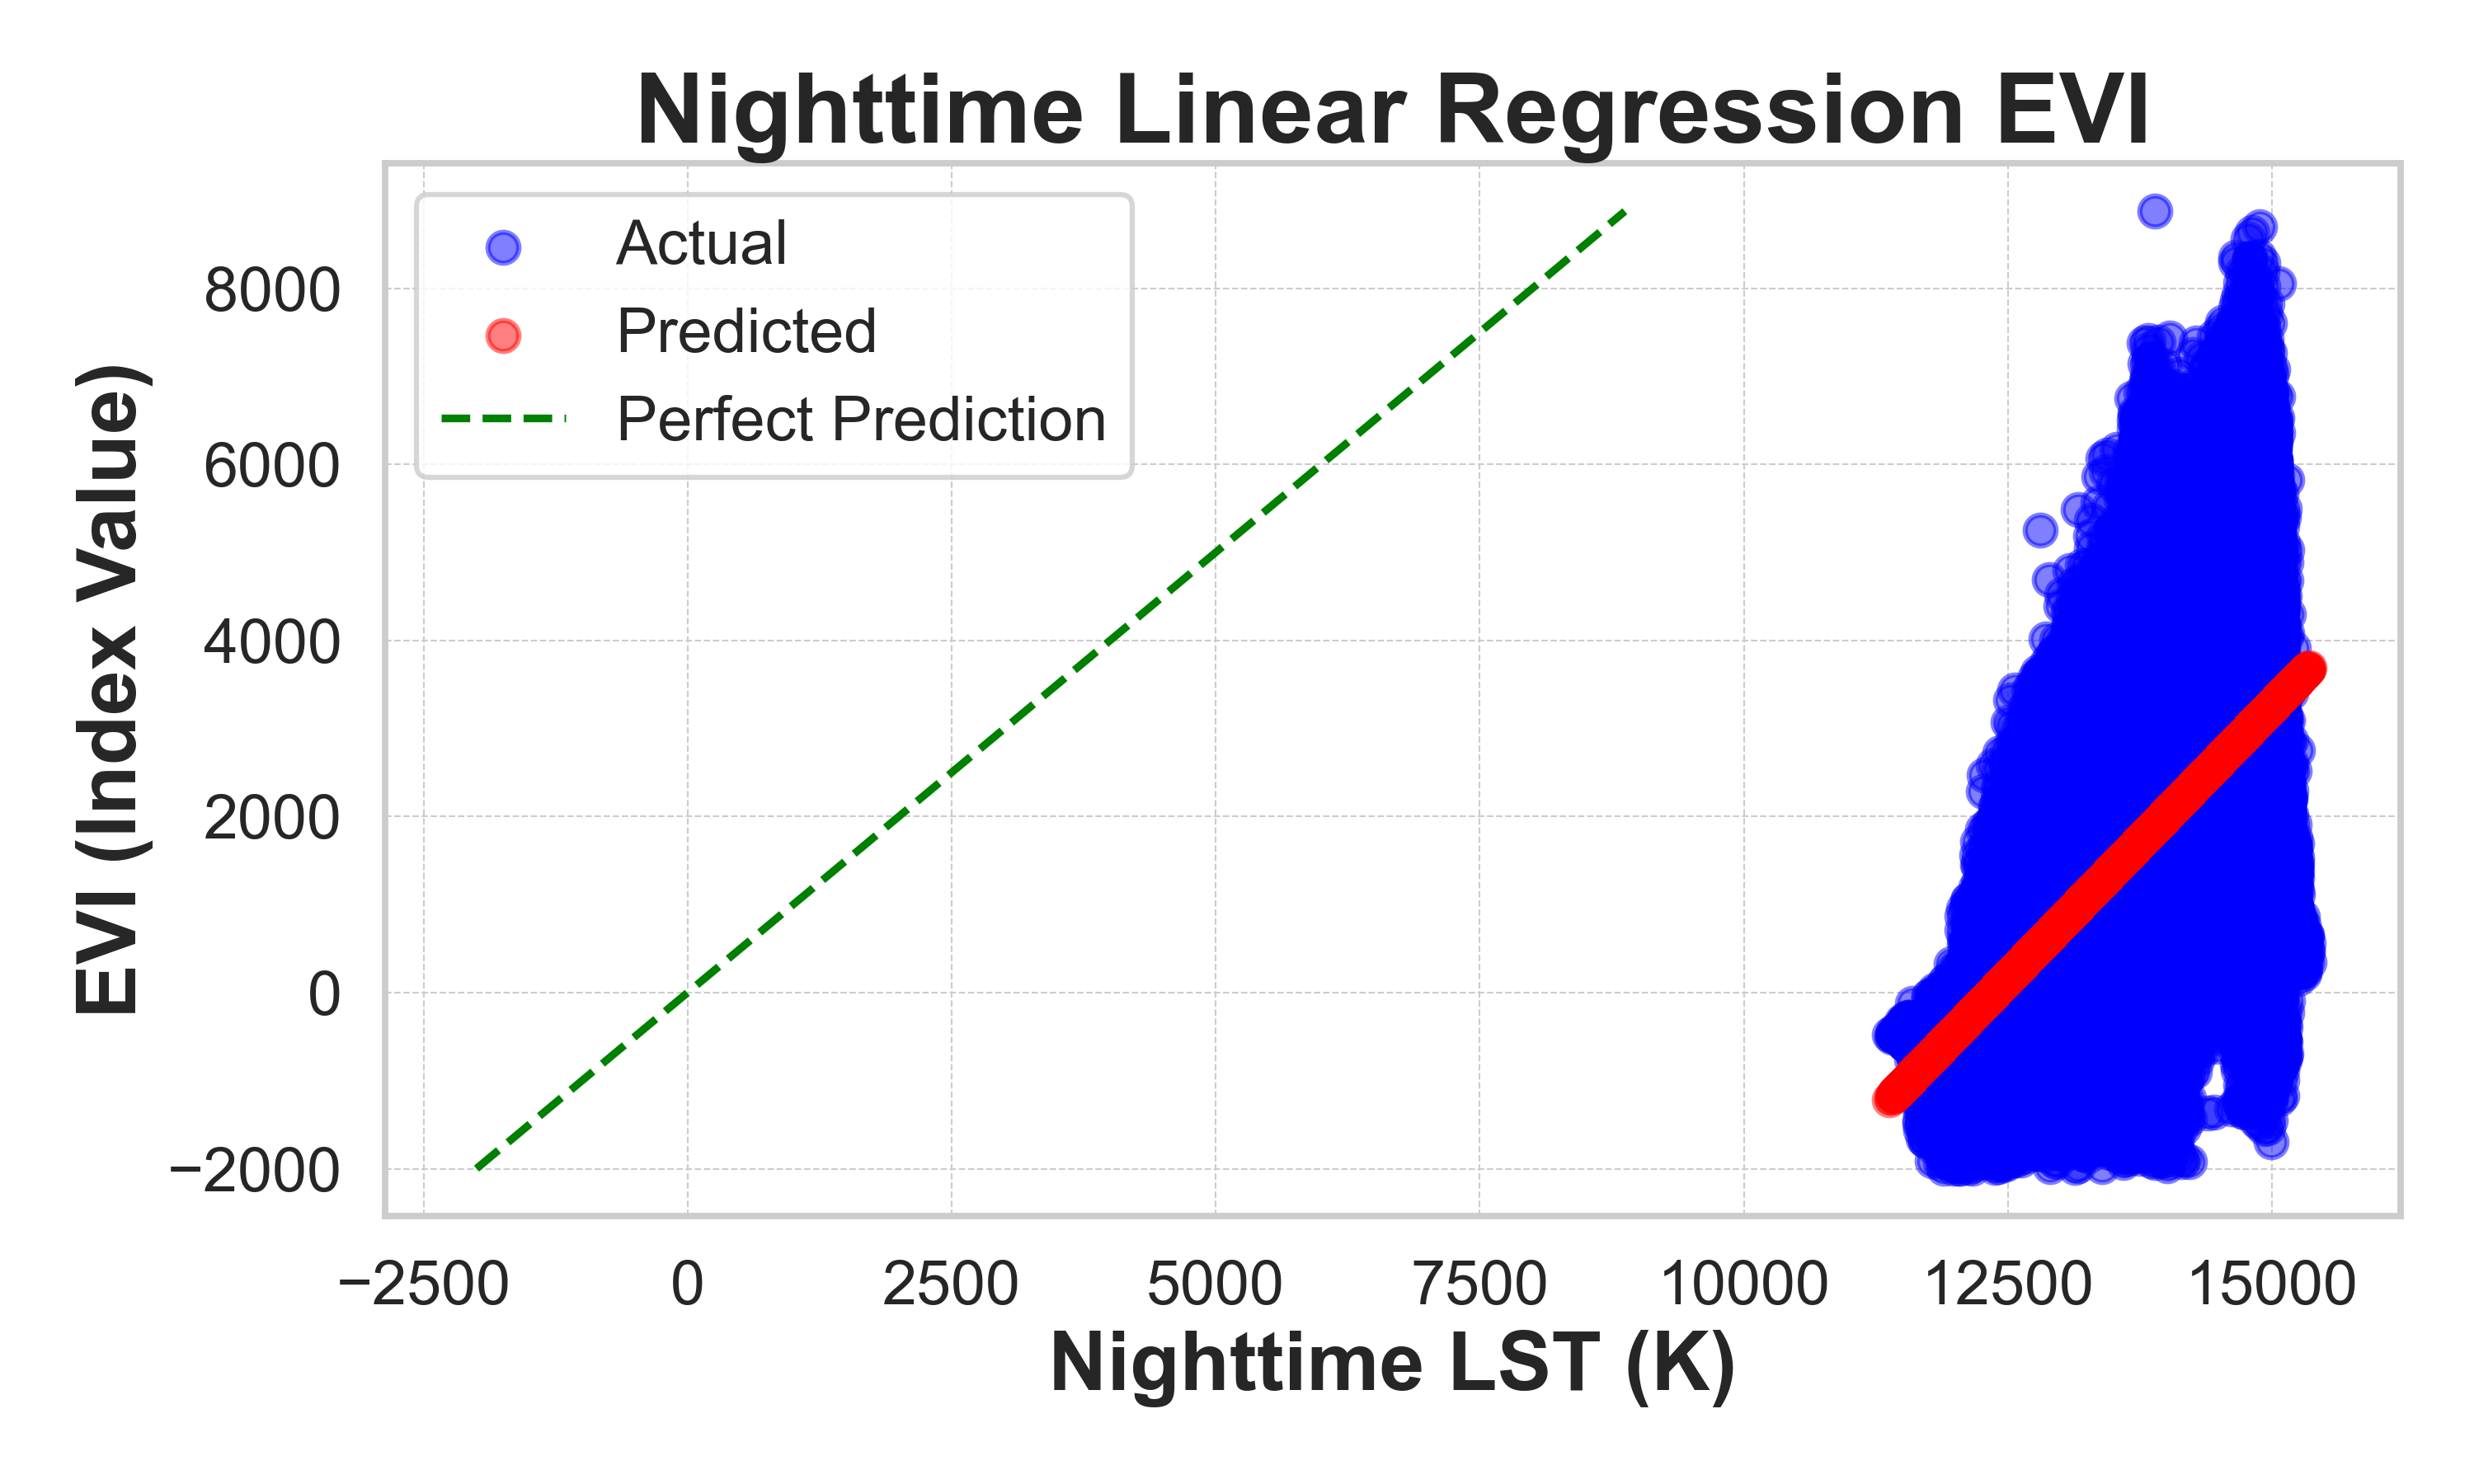 Nighttime Linear Regression EVI
Actual
Predicted
Perfect Prediction
EVI (Index Value)
8000
6000
4000
2000
0
−2000
−2500 0 2500 5000 7500 10000 12500 15000
Nighttime LST (K)